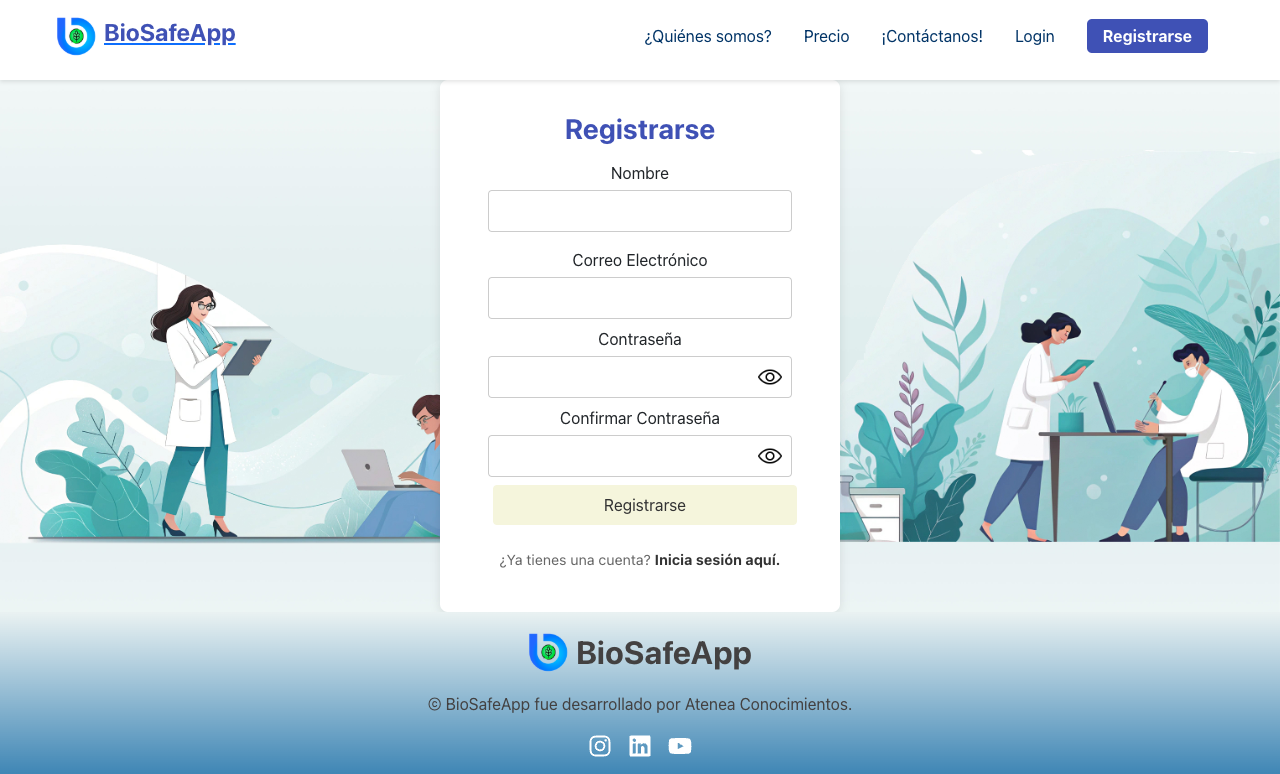 BioSafeApp
¿Quiénes somos?
Precio
¡Contáctanos!
Login
Registrarse
Registrarse
Nombre
Correo Electrónico
Contraseña
Confirmar Contraseña
Registrarse
¿Ya tienes una cuenta? Inicia sesión aquí.
BioSafeApp
© BioSafeApp fue desarrollado por Atenea Conocimientos.